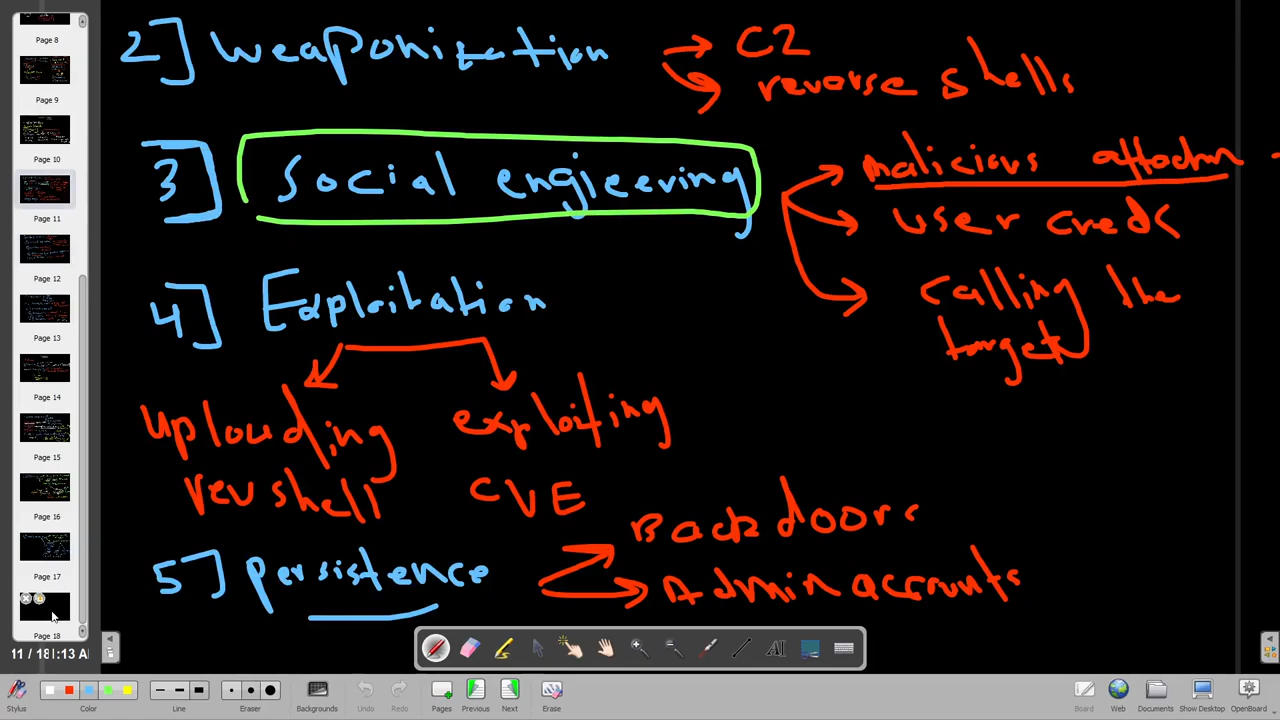 2] Weaponization
C2
reverse shells
3] Social engieering
malicious attachm
user creds
calling the
target
4] Exploitation
uploading
rev shell
exploiting
CVE
5] persistence
Backdoors
Admin accounts
Page 8
Page 9
Page 10
Page 11
Page 12
Page 13
Page 14
Page 15
Page 16
Page 17
Page 18
11 / 18
:13 A
Stylus
Color
Line
Eraser
Backgrounds
Undo
Redo
Pages
Previous
Next
Erase
Board
Web
Documents
Show Desktop
OpenBoard